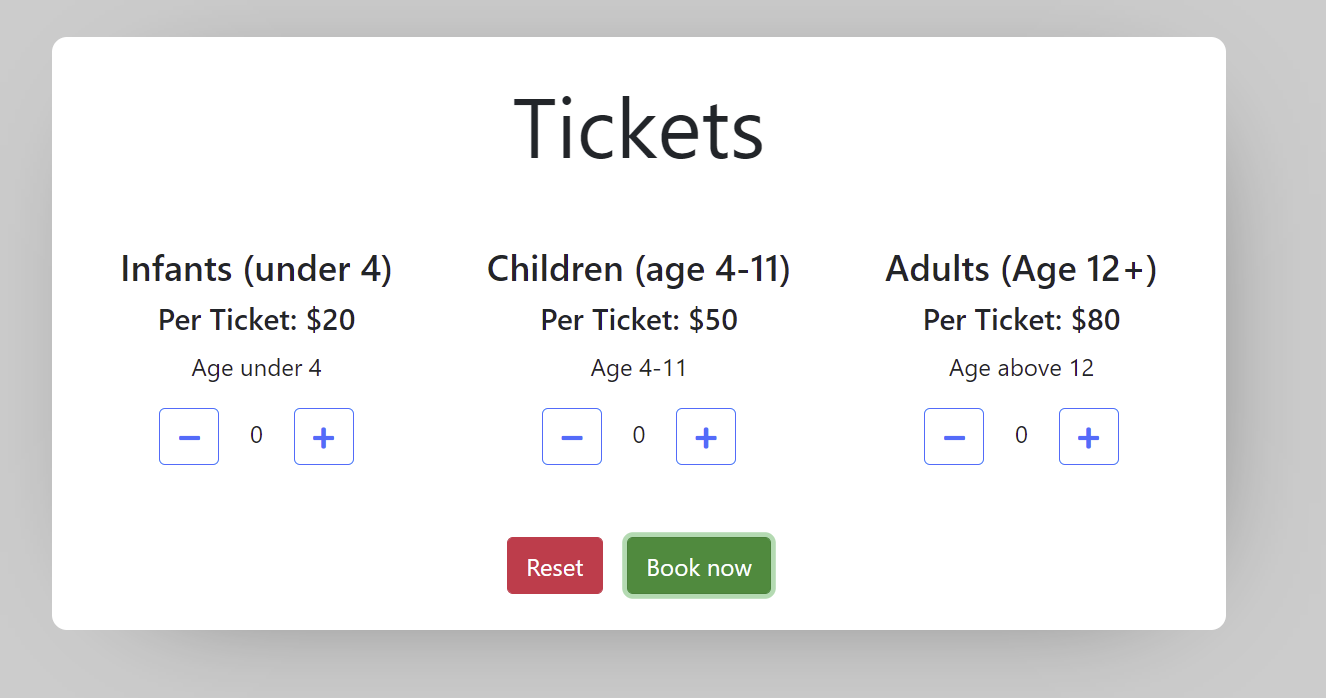 Tickets
Infants (under 4)
Per Ticket: $20
Age under 4
− 0 +
Children (age 4-11)
Per Ticket: $50
Age 4-11
− 0 +
Adults (Age 12+)
Per Ticket: $80
Age above 12
− 0 +
Reset
Book now